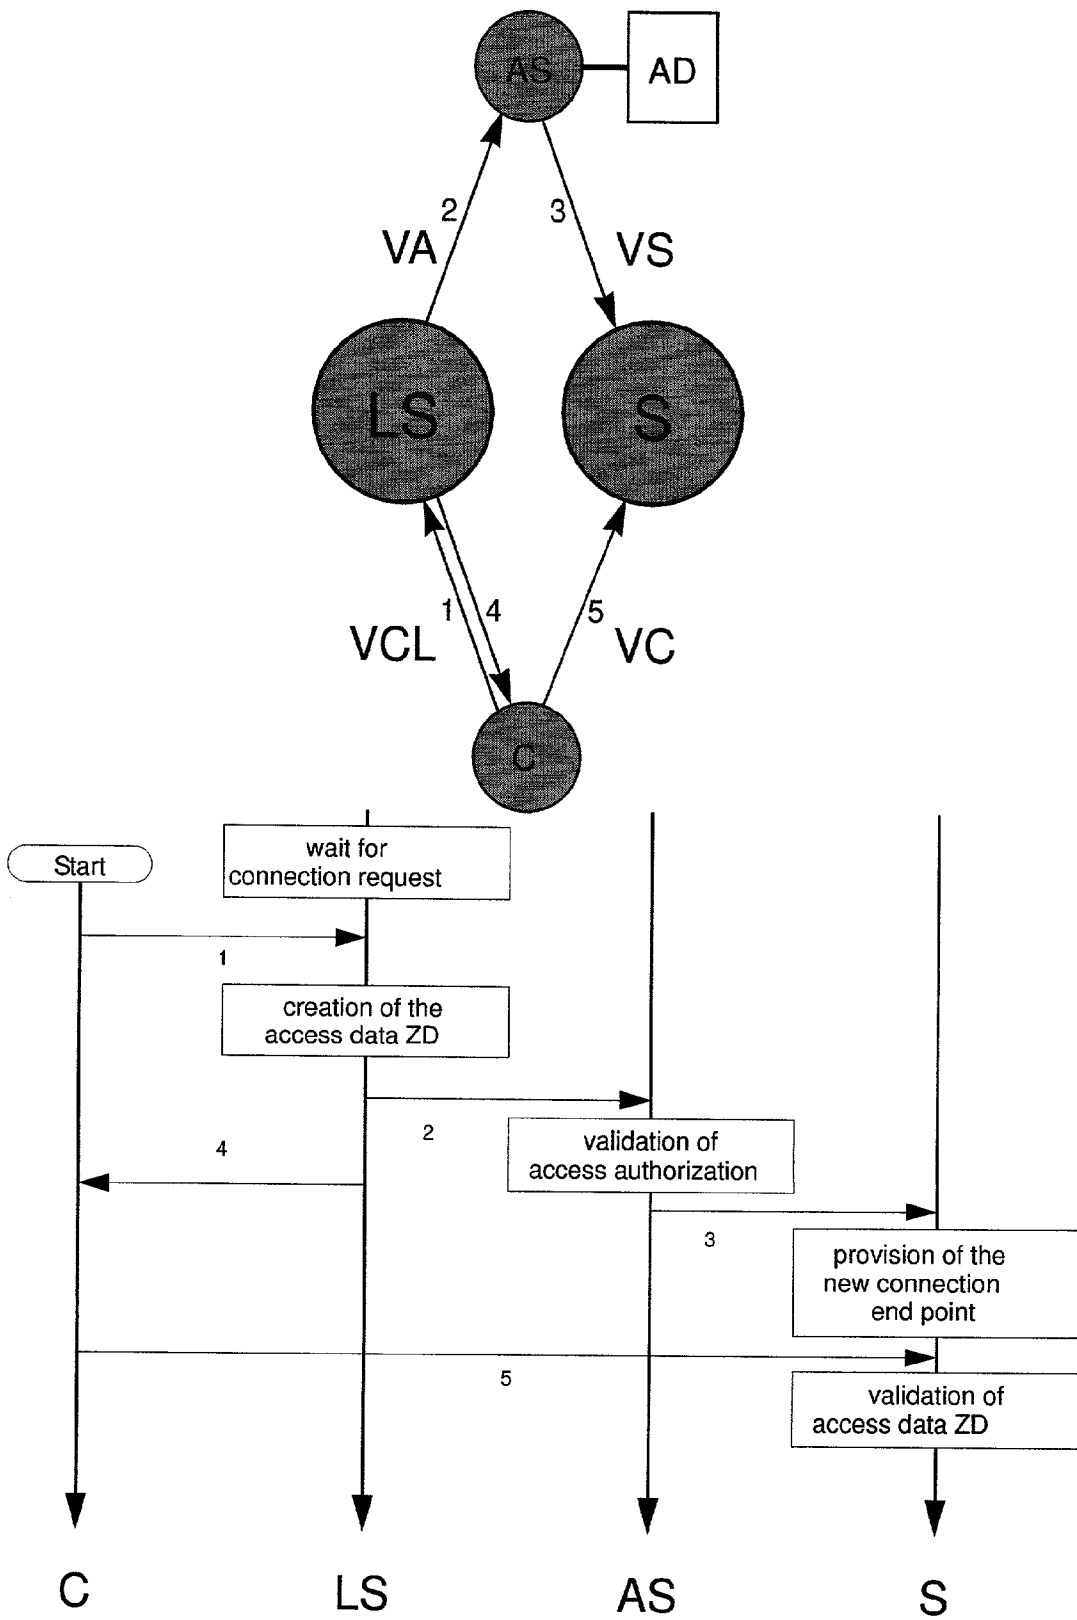 AS
AD
2
3
VA
VS
LS
S
1
4
5
VCL
VC
C
wait for
connection request
Start
1
creation of the
access data ZD
2
4
validation of
access authorization
3
provision of the
new connection
end point
5
validation of
access data ZD
C
LS
AS
S